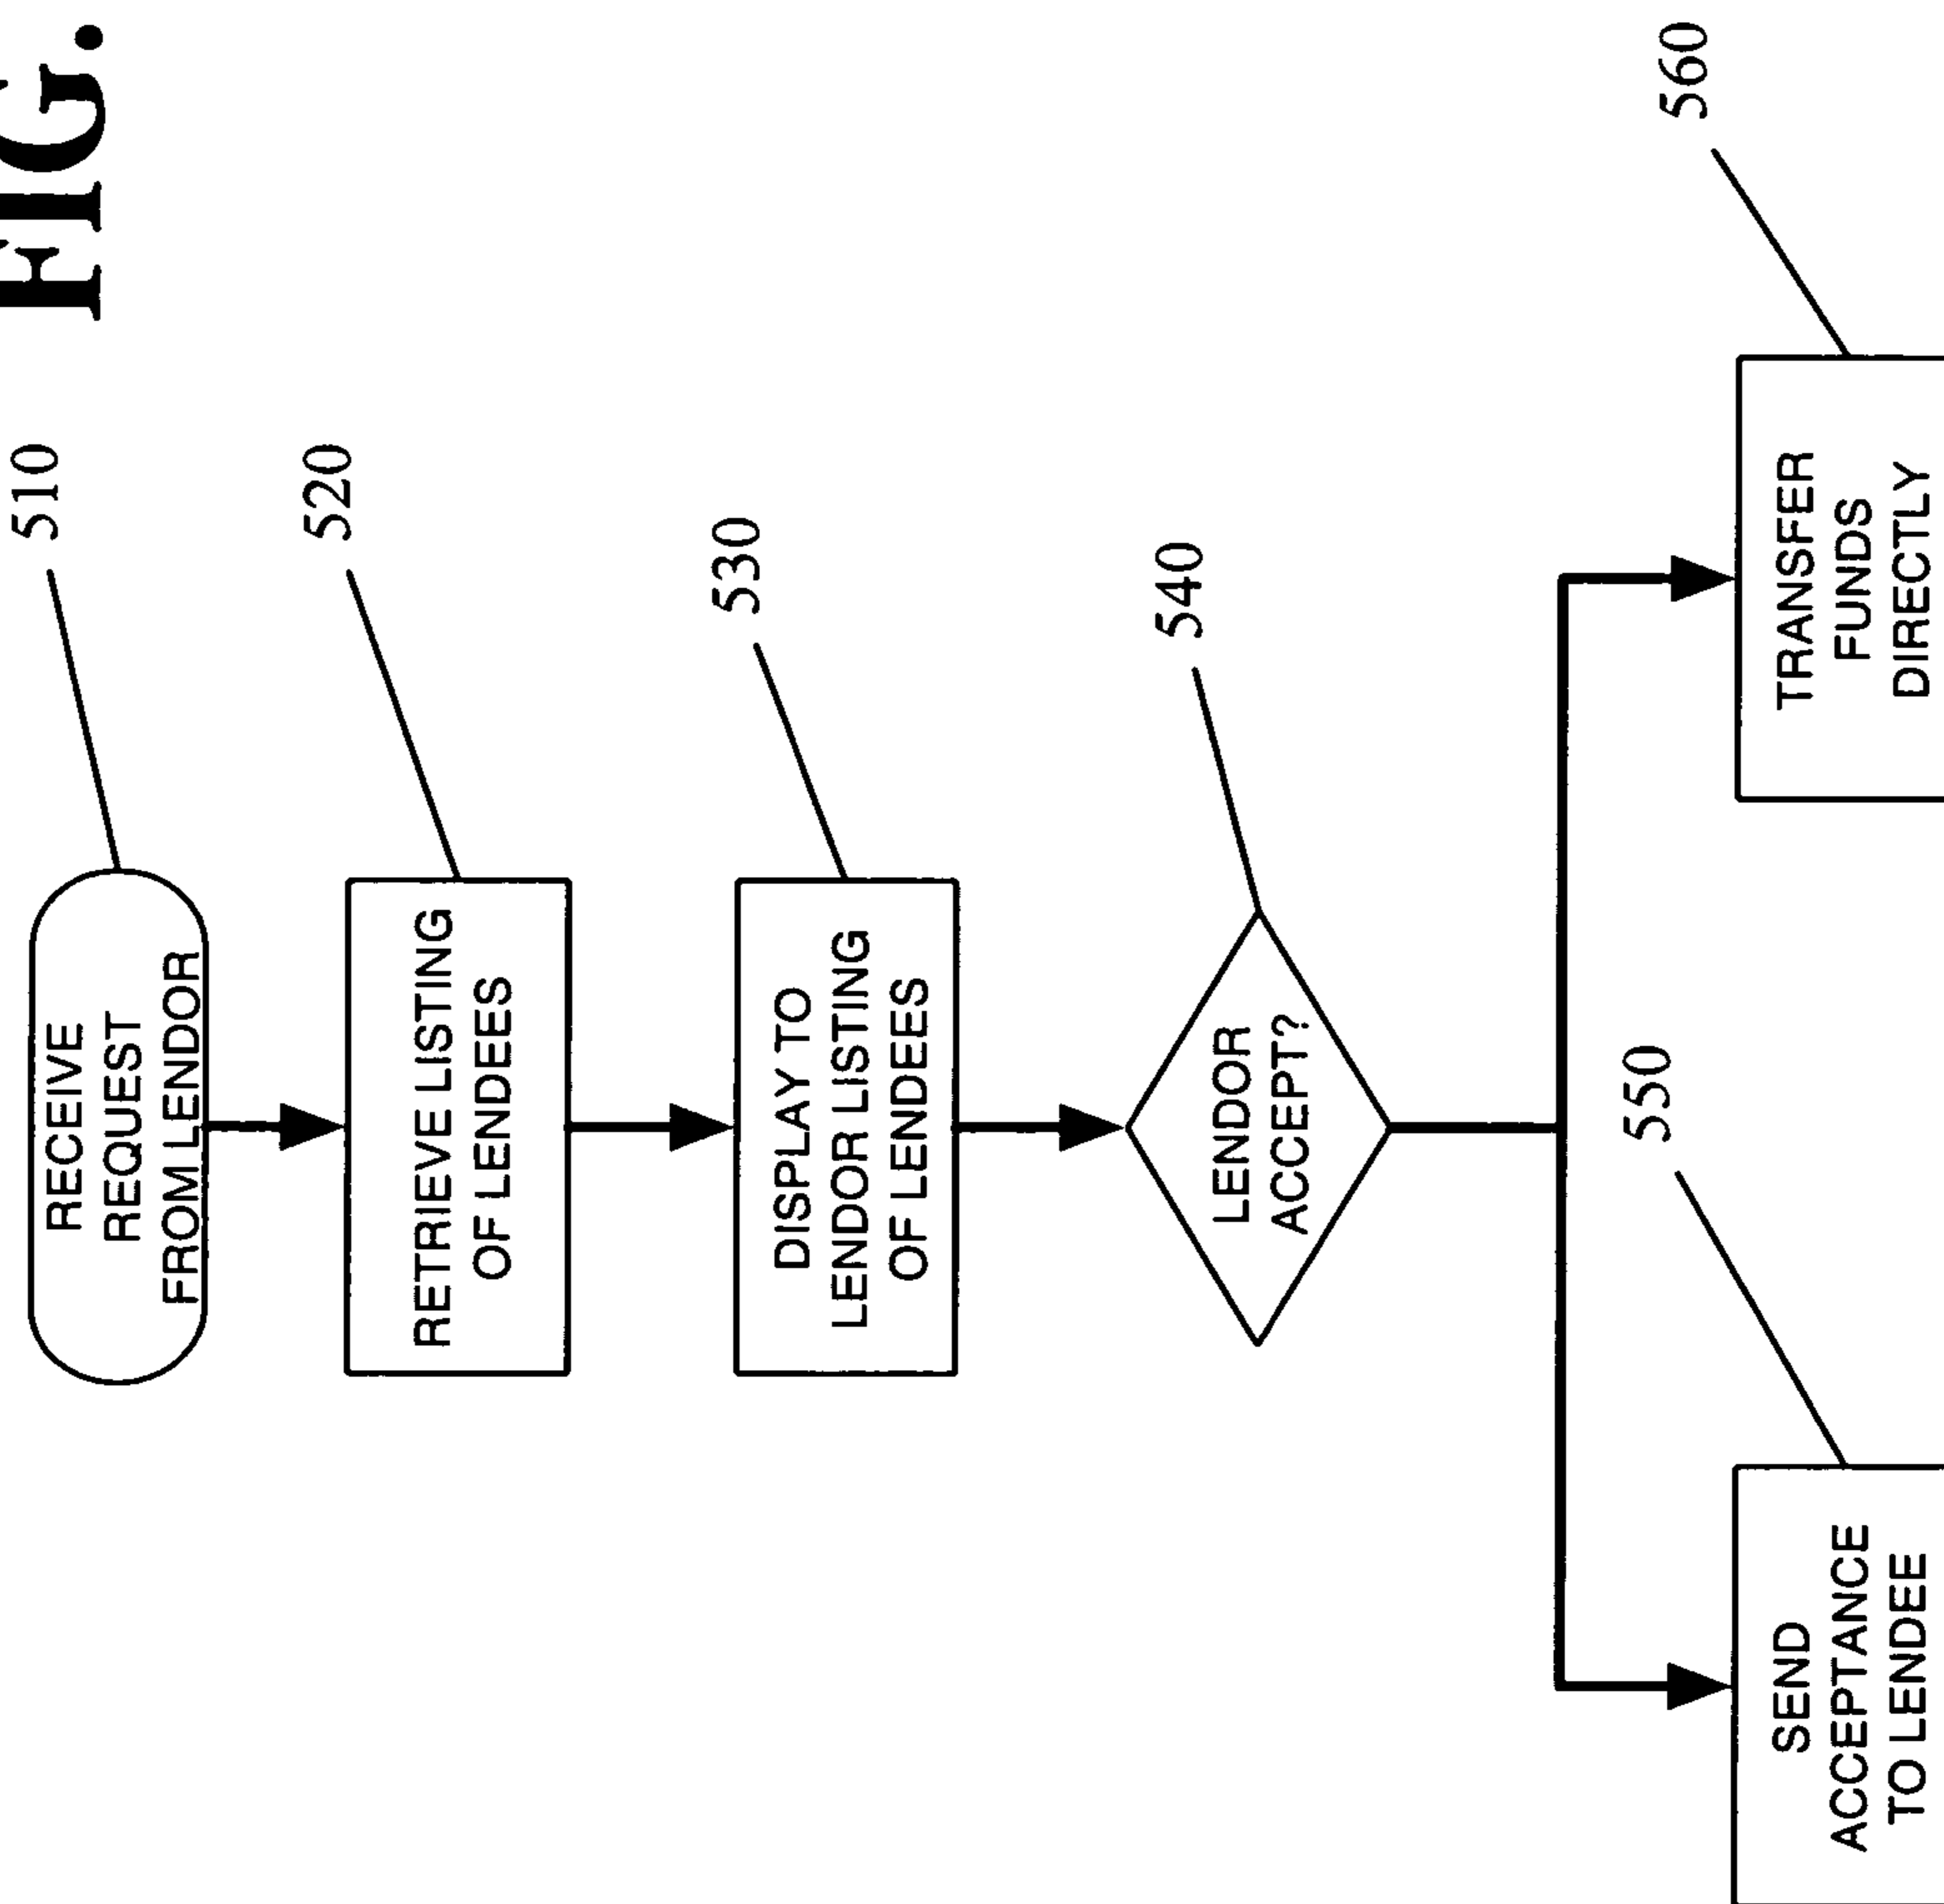 FIG.
510
RECEIVE
REQUEST
FROM LENDOR
520
RETRIEVE LISTING
OF LENDEES
530
DISPLAY TO
LENDOR LISTING
OF LENDEES
540
LENDOR
ACCEPT?
550
SEND
ACCEPTANCE
TO LENDEE
560
TRANSFER
FUNDS
DIRECTLY